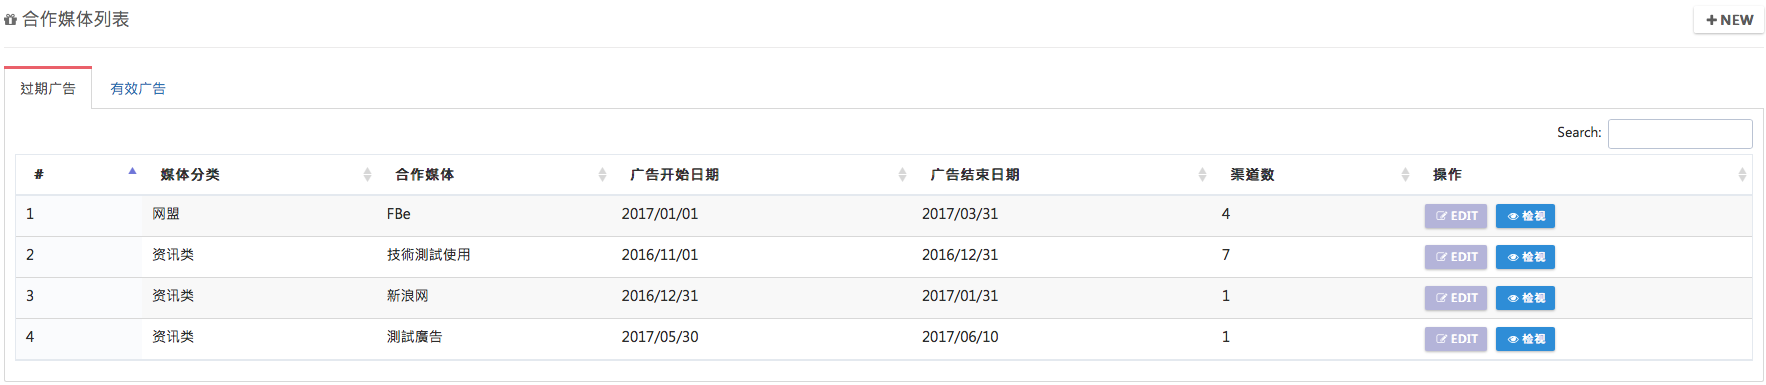 合作媒体列表
NEW
过期广告 有效广告
Search:
# 媒体分类 合作媒体 广告开始日期 广告结束日期 渠道数 操作
1 网盟 FBe 2017/01/01 2017/03/31 4 EDIT 检视
2 资讯类 技術測試使用 2016/11/01 2016/12/31 7 EDIT 检视
3 资讯类 新浪网 2016/12/31 2017/01/31 1 EDIT 检视
4 资讯类 測試廣告 2017/05/30 2017/06/10 1 EDIT 检视